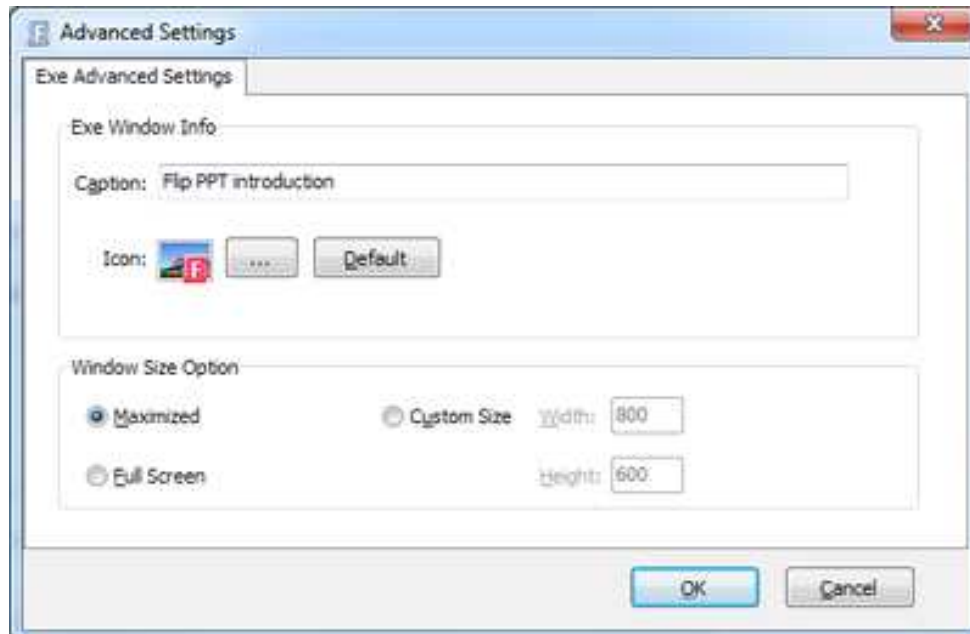 Advanced Settings
Exe Advanced Settings
Exe Window Info
Caption: Flip PPT introduction
Icon: F ... Default
Window Size Option
Maximized Custom Size Width: 800
Full Screen Height: 600
OK Cancel